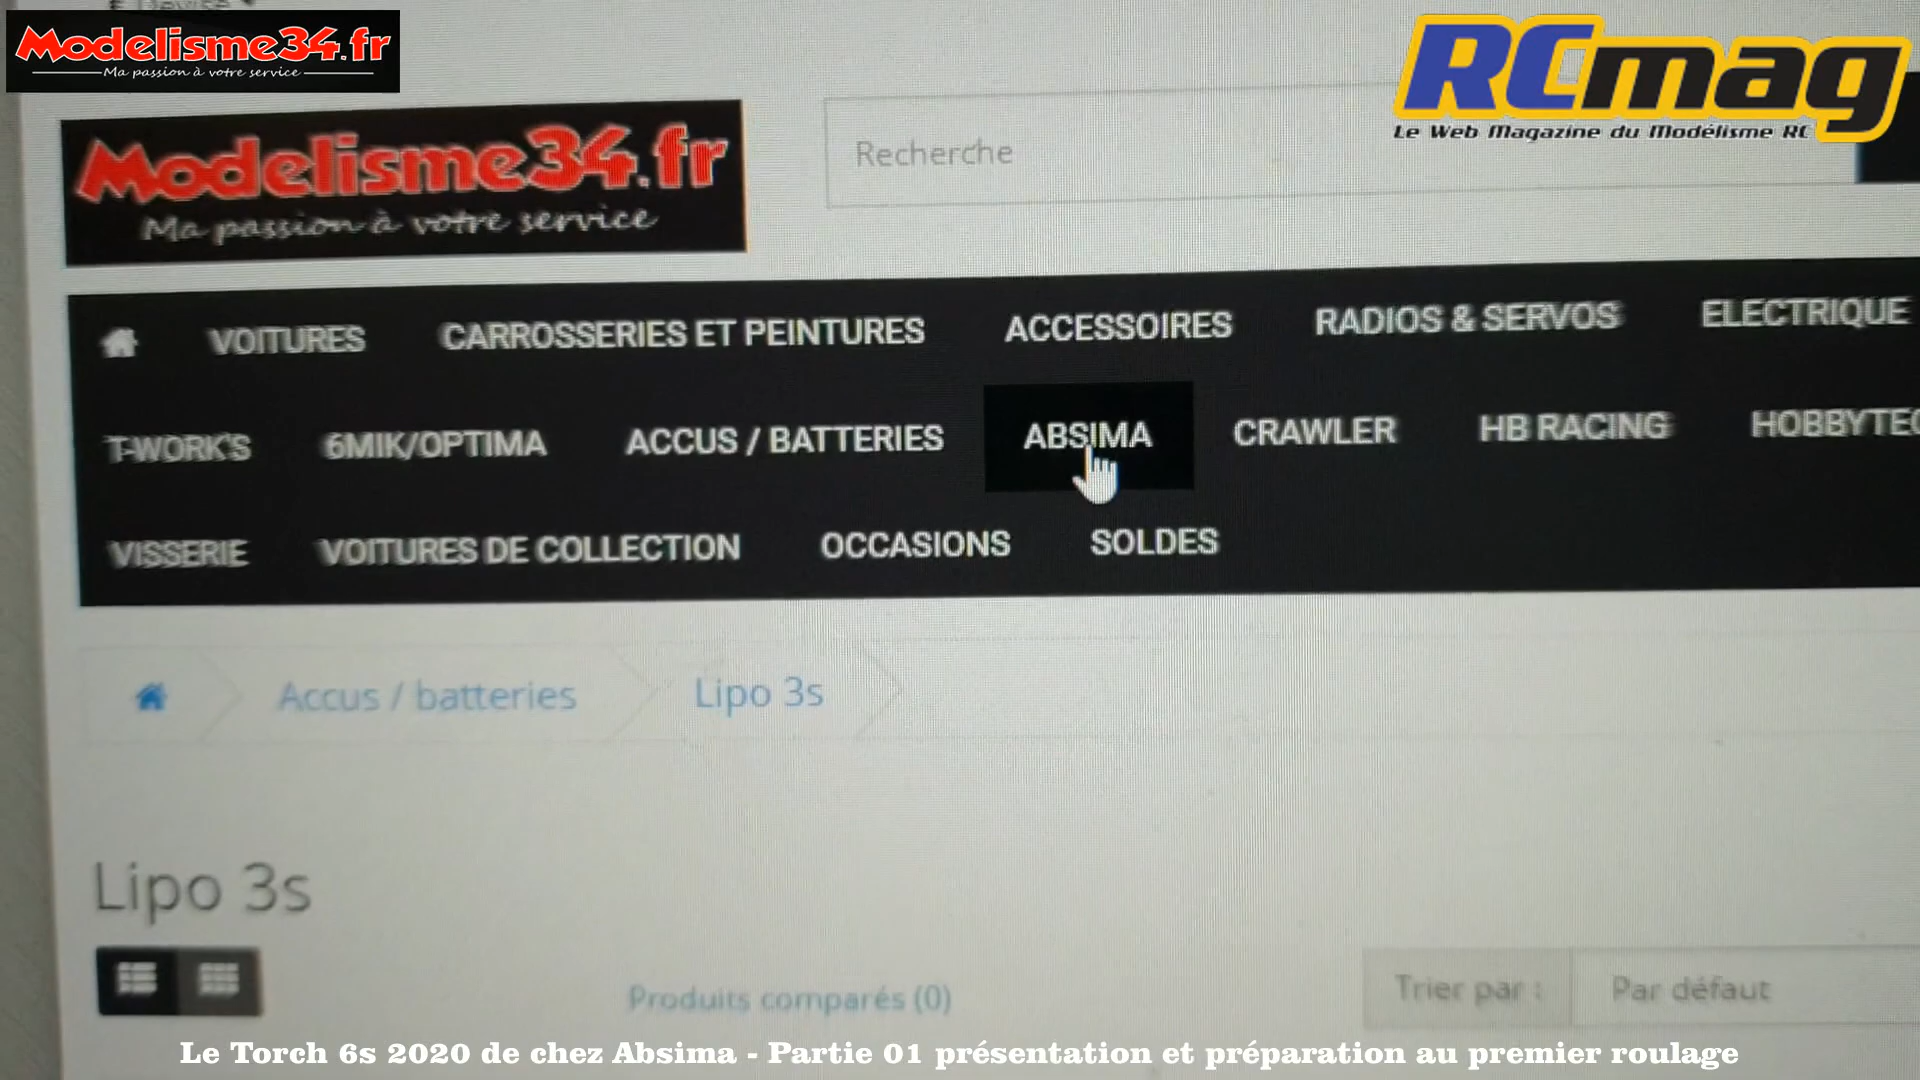 Modelisme34.fr
Ma passion à votre service
RCmag
Le Web Magazine du Modélisme RC
Modelisme34.fr
Ma passion à votre service
Recherche
VOITURES CARROSSERIES ET PEINTURES ACCESSOIRES RADIOS & SERVOS ELECTRIQUE
T-WORK'S 6MIK/OPTIMA ACCUS / BATTERIES ABSIMA CRAWLER HB RACING HOBBYTEC
VISSERIE VOITURES DE COLLECTION OCCASIONS SOLDES
Accus / batteries Lipo 3s
Lipo 3s
Produits comparés (0) Trier par : Par défaut
Le Torch 6s 2020 de chez Absima - Partie 01 présentation et préparation au premier roulage